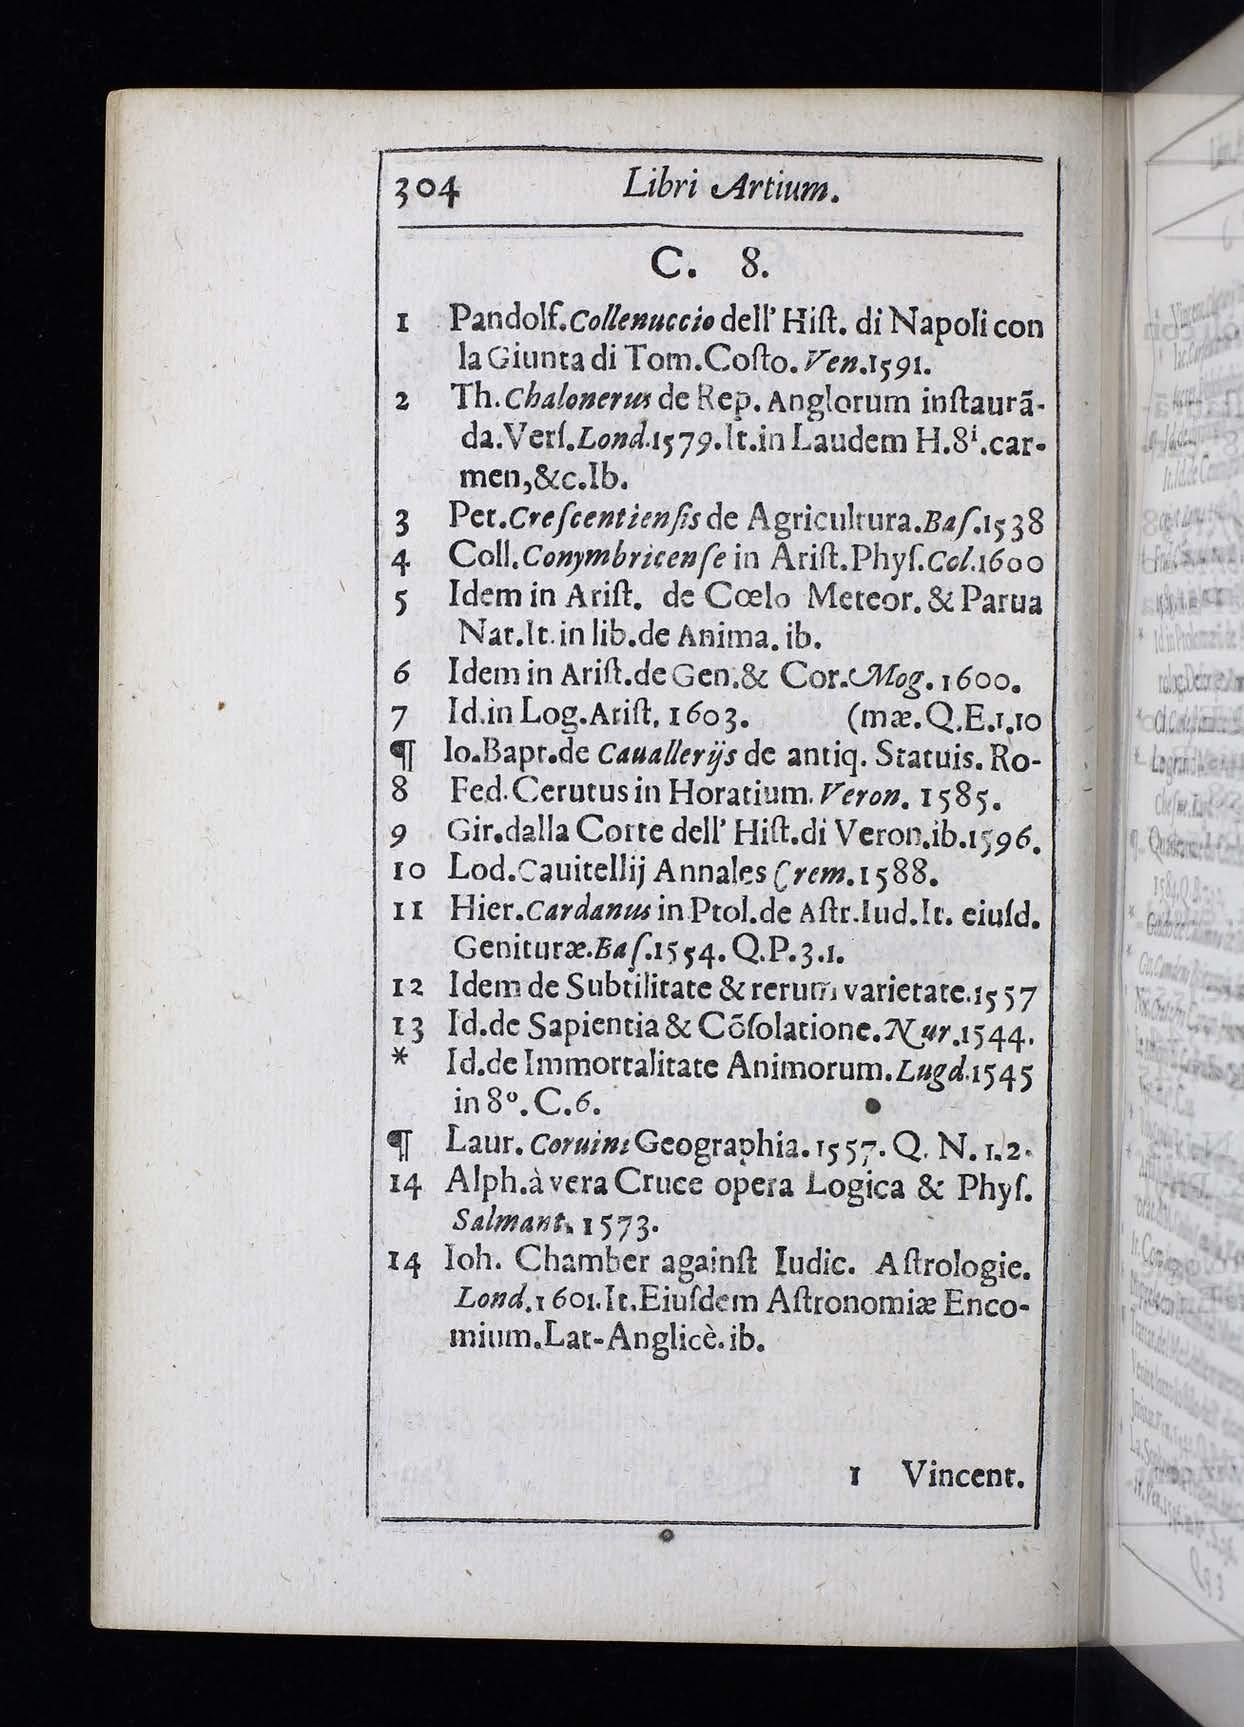 304 Libri Artium.
C. 8.
1 Pandolf.Collenuccio dell' Hiſt. di Napoli con
la Giunta di Tom.Coſto. Ven.1591.
2 Th.Chalonerus de Rep. Anglorum inſtaurã-
da.Verſ.Lond.1579.It.in Laudem H.8i.car-
men,&c.Ib.
3 Pet.Creſcentienſis de Agricultura.Baſ.1538
4 Coll.Conymbricenſe in Ariſt.Phyſ.Col.1600
5 Idem in Ariſt. de Cœlo Meteor. & Parua
Nat.It.in lib.de Anima. ib.
6 Idem in Ariſt.de Gen.& Cor.Mog. 1600.
7 Id.in Log.Ariſt. 1603. (mæ.Q.E.1.10
¶ Io.Bapt.de Cauallerijs de antiq. Statuis. Ro-
8 Fed.Cerutus in Horatium. Veron. 1585.
9 Gir.dalla Corte dell' Hiſt.di Veron.ib.1596.
10 Lod.Cauitellij Annales Crem.1588.
11 Hier.Cardanus in Ptol.de Aſtr.Iud.It. eiuſd.
Genituræ.Baſ.1554. Q.P.3.1.
12 Idem de Subtilitate & rerum varietate.1557
13 Id.de Sapientia & Cõſolatione.Nur.1544.
* Id.de Immortalitate Animorum.Lugd.1545
in 8º. C.6.
¶ Laur. Coruini Geographia.1557. Q. N. 1.2.
14 Alph.à vera Cruce opera Logica & Phyſ.
Salmant. 1573.
14 Ioh. Chamber againſt Iudic. Aſtrologie.
Lond.1601.It.Eiuſdem Aſtronomiæ Enco-
mium.Lat-Anglicè.ib.
1 Vincent.